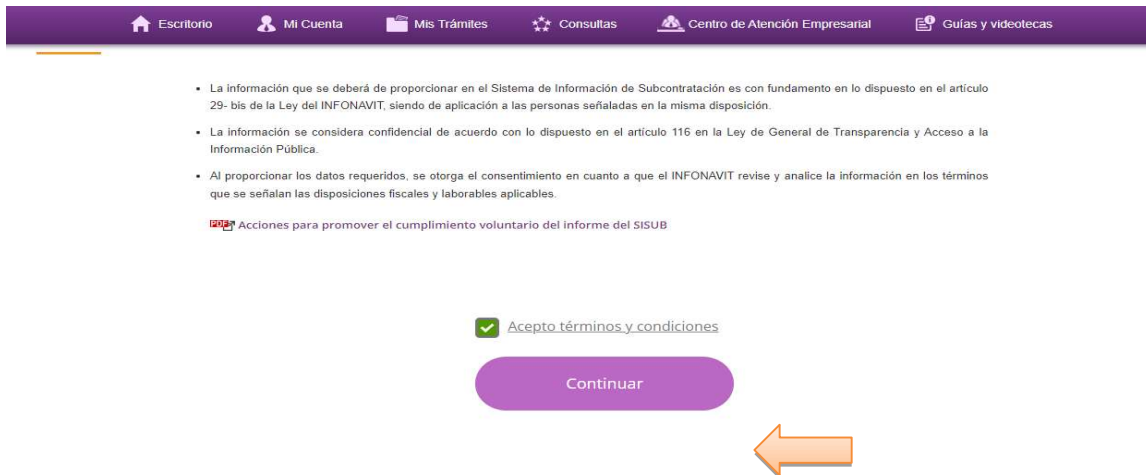 Escritorio Mi Cuenta Mis Trámites Consultas Centro de Atención Empresarial Guías y videotecas
• La información que se deberá de proporcionar en el Sistema de Información de Subcontratación es con fundamento en lo dispuesto en el artículo
29- bis de la Ley del INFONAVIT, siendo de aplicación a las personas señaladas en la misma disposición.
• La información se considera confidencial de acuerdo con lo dispuesto en el artículo 116 en la Ley de General de Transparencia y Acceso a la
Información Pública.
• Al proporcionar los datos requeridos, se otorga el consentimiento en cuanto a que el INFONAVIT revise y analice la información en los términos
que se señalan las disposiciones fiscales y laborables aplicables.
PDF Acciones para promover el cumplimiento voluntario del informe del SISUB
Acepto términos y condiciones
Continuar